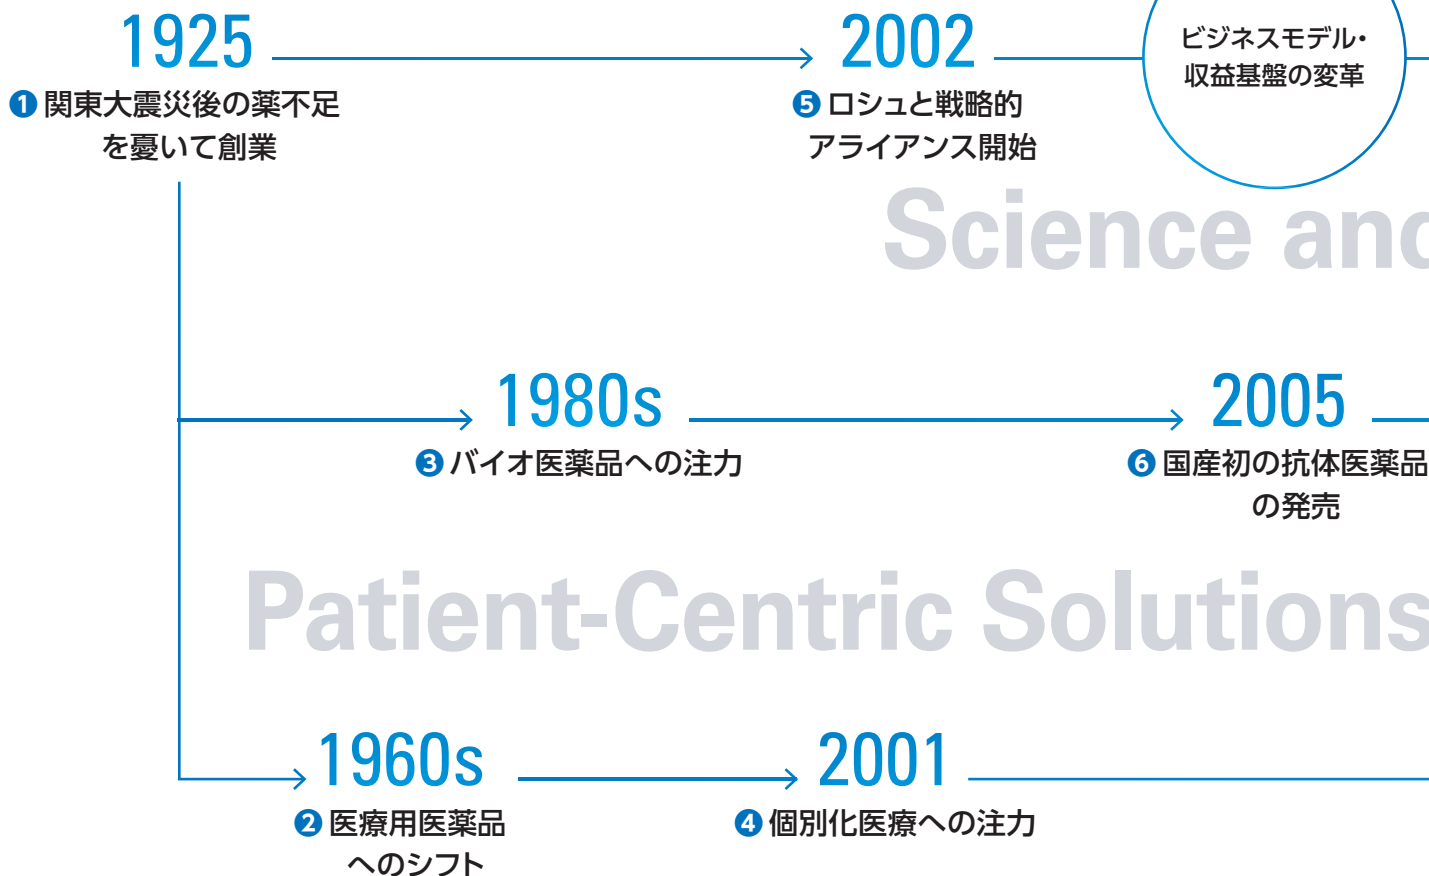 1925
❶ 関東大震災後の薬不足
を憂いて創業
2002
❺ ロシュと戦略的
アライアンス開始
ビジネスモデル・
収益基盤の変革
Science and
1980s
❸ バイオ医薬品への注力
2005
❻ 国産初の抗体医薬品
の発売
Patient-Centric Solutions
1960s
❷ 医療用医薬品
へのシフト
2001
❹ 個別化医療への注力